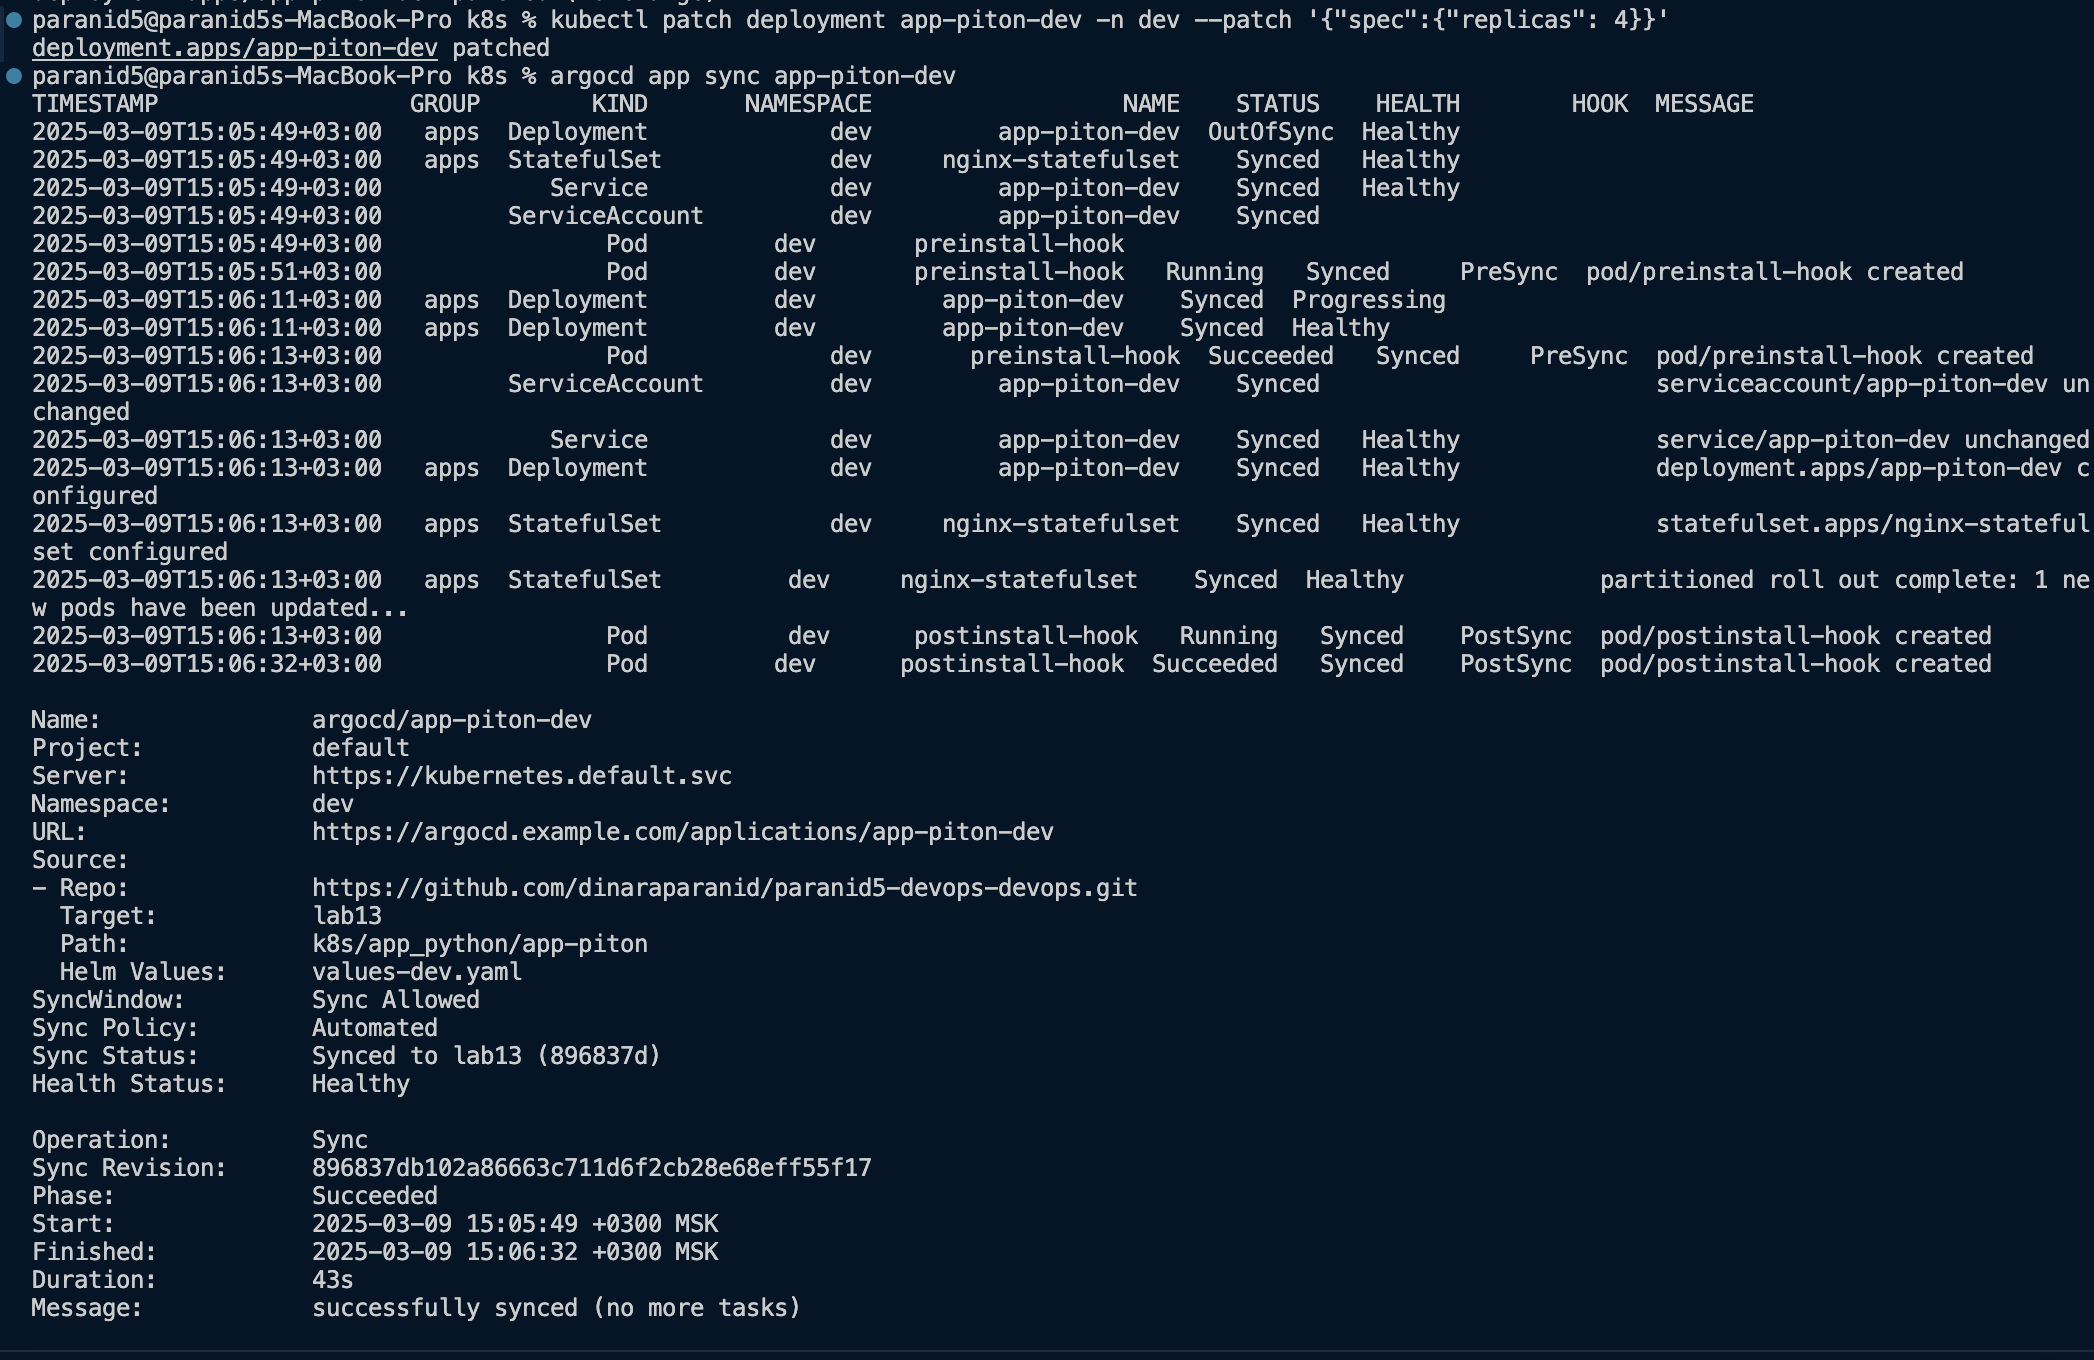 paranid5@paranid5s-MacBook-Pro k8s % kubectl patch deployment app-piton-dev -n dev --patch '{"spec":{"replicas": 4}}'
deployment.apps/app-piton-dev patched
paranid5@paranid5s-MacBook-Pro k8s % argocd app sync app-piton-dev
TIMESTAMP                  GROUP        KIND       NAMESPACE                  NAME    STATUS    HEALTH        HOOK  MESSAGE
2025-03-09T15:05:49+03:00   apps  Deployment             dev         app-piton-dev  OutOfSync  Healthy
2025-03-09T15:05:49+03:00   apps  StatefulSet            dev     nginx-statefulset    Synced   Healthy
2025-03-09T15:05:49+03:00            Service             dev         app-piton-dev    Synced   Healthy
2025-03-09T15:05:49+03:00         ServiceAccount         dev         app-piton-dev    Synced
2025-03-09T15:05:49+03:00                Pod         dev       preinstall-hook
2025-03-09T15:05:51+03:00                Pod         dev       preinstall-hook   Running   Synced     PreSync  pod/preinstall-hook created
2025-03-09T15:06:11+03:00   apps  Deployment         dev         app-piton-dev    Synced  Progressing
2025-03-09T15:06:11+03:00   apps  Deployment         dev         app-piton-dev    Synced  Healthy
2025-03-09T15:06:13+03:00                Pod             dev       preinstall-hook  Succeeded   Synced     PreSync  pod/preinstall-hook created
2025-03-09T15:06:13+03:00         ServiceAccount         dev         app-piton-dev    Synced                        serviceaccount/app-piton-dev un
changed
2025-03-09T15:06:13+03:00            Service             dev         app-piton-dev    Synced   Healthy              service/app-piton-dev unchanged
2025-03-09T15:06:13+03:00   apps  Deployment             dev         app-piton-dev    Synced   Healthy              deployment.apps/app-piton-dev c
onfigured
2025-03-09T15:06:13+03:00   apps  StatefulSet            dev     nginx-statefulset    Synced   Healthy              statefulset.apps/nginx-stateful
set configured
2025-03-09T15:06:13+03:00   apps  StatefulSet         dev     nginx-statefulset    Synced  Healthy              partitioned roll out complete: 1 ne
w pods have been updated...
2025-03-09T15:06:13+03:00                Pod          dev      postinstall-hook   Running   Synced    PostSync  pod/postinstall-hook created
2025-03-09T15:06:32+03:00                Pod         dev      postinstall-hook  Succeeded   Synced    PostSync  pod/postinstall-hook created
Name:               argocd/app-piton-dev
Project:            default
Server:             https://kubernetes.default.svc
Namespace:          dev
URL:                https://argocd.example.com/applications/app-piton-dev
Source:
- Repo:             https://github.com/dinaraparanid/paranid5-devops-devops.git
  Target:           lab13
  Path:             k8s/app_python/app-piton
  Helm Values:      values-dev.yaml
SyncWindow:         Sync Allowed
Sync Policy:        Automated
Sync Status:        Synced to lab13 (896837d)
Health Status:      Healthy
Operation:          Sync
Sync Revision:      896837db102a86663c711d6f2cb28e68eff55f17
Phase:              Succeeded
Start:              2025-03-09 15:05:49 +0300 MSK
Finished:           2025-03-09 15:06:32 +0300 MSK
Duration:           43s
Message:            successfully synced (no more tasks)